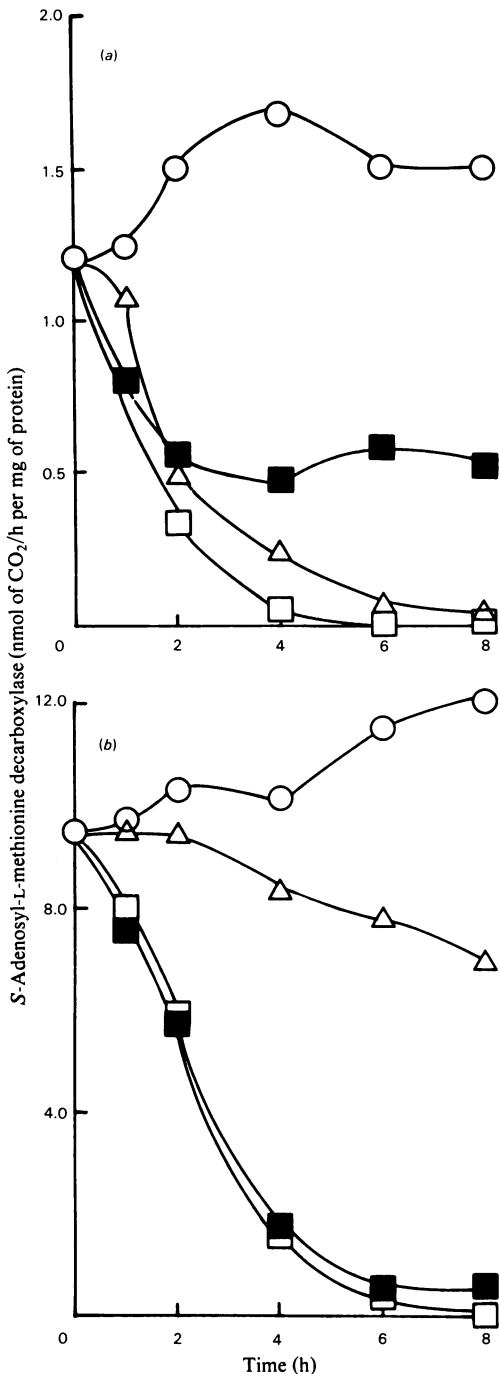 S-Adenosyl-L-methionine decarboxylase (nmol of CO2/h per mg of protein)
(a)
2.0
1.5
1.0
0.5
0 2 4 6 8
(b)
12.0
8.0
4.0
0 2 4 6 8
Time (h)